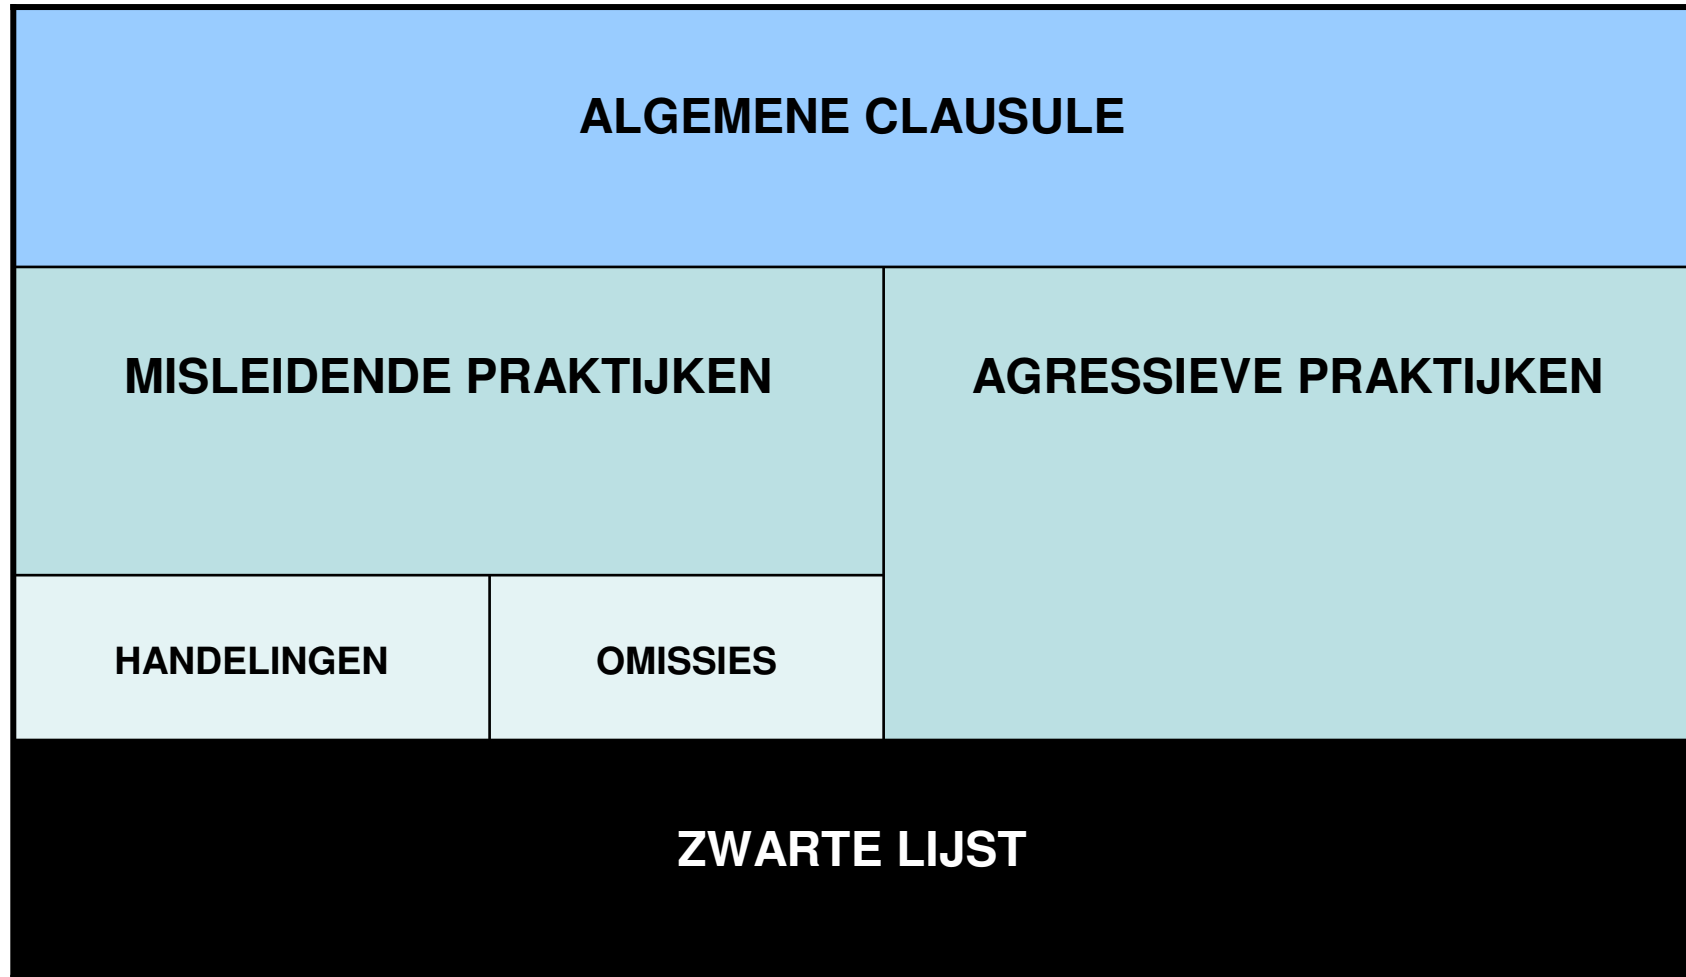 ALGEMENE CLAUSULE
MISLEIDENDE PRAKTIJKEN
AGRESSIEVE PRAKTIJKEN
HANDELINGEN
OMISSIES
ZWARTE LIJST